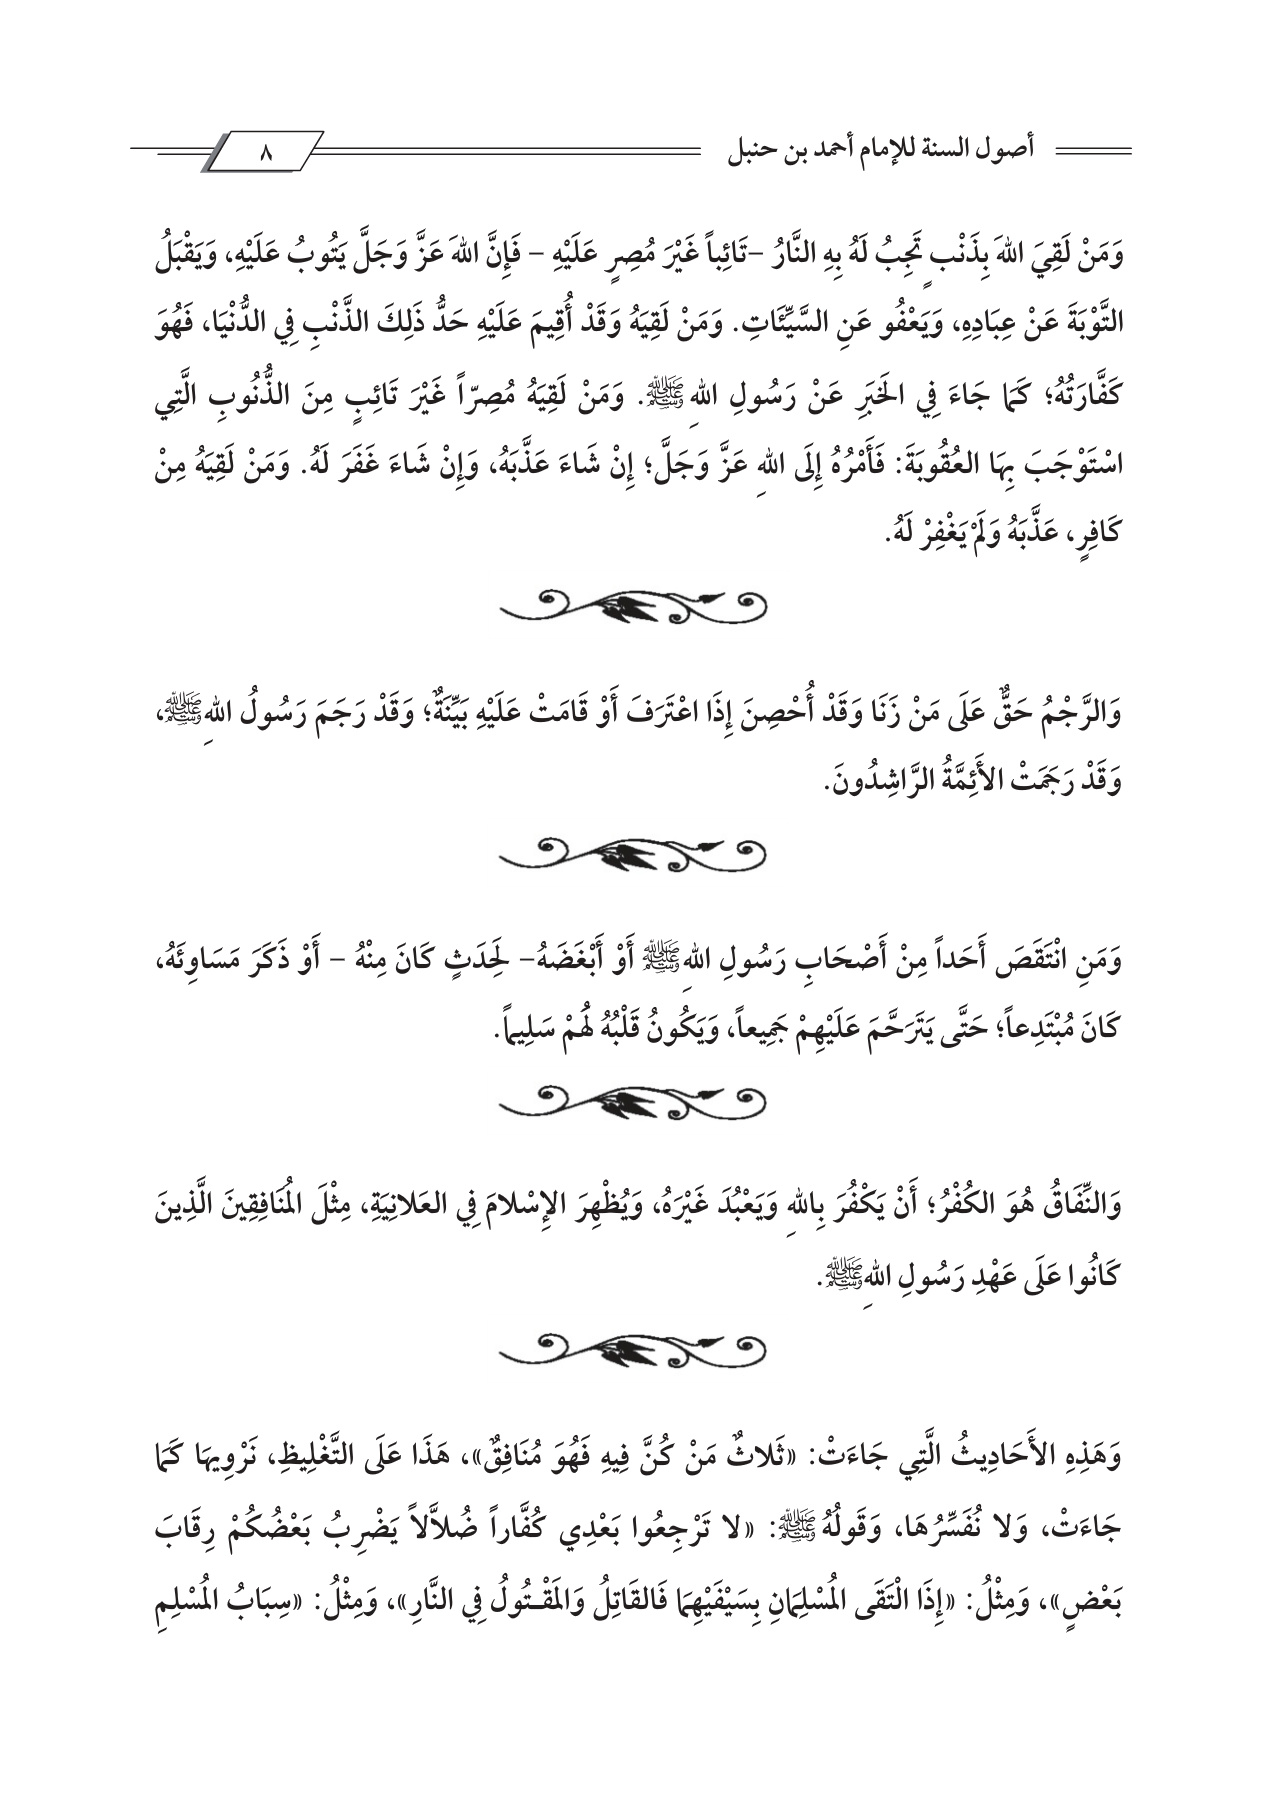 أصول السنة للإمام أحمد بن حنبل
٨
وَمَنْ لَقِيَ اللهَ بِذَنْبٍ تَجِبُ لَهُ بِهِ النَّارُ –تَائِباً غَيْرَ مُصِرٍ عَلَيْهِ – فَإِنَّ اللهَ عَزَّ وَجَلَّ يَتُوبُ عَلَيْهِ، وَيَقْبَلُ
التَّوْبَةَ عَنْ عِبَادِهِ، وَيَعْفُو عَنِ السَّيِّئَاتِ. وَمَنْ لَقِيَهُ وَقَدْ أُقِيمَ عَلَيْهِ حَدُّ ذَلِكَ الذَّنْبِ فِي الدُّنْيَا، فَهُوَ
كَفَّارَتُهُ؛ كَمَا جَاءَ فِي الخَبَرِ عَنْ رَسُولِ اللهِ ﷺ. وَمَنْ لَقِيَهُ مُصِرّاً غَيْرَ تَائِبٍ مِنَ الذُّنُوبِ الَّتِي
اسْتَوْجَبَ بِهَا العُقُوبَةَ: فَأَمْرُهُ إِلَى اللهِ عَزَّ وَجَلَّ؛ إِنْ شَاءَ عَذَّبَهُ، وَإِنْ شَاءَ غَفَرَ لَهُ. وَمَنْ لَقِيَهُ مِنْ
كَافِرٍ، عَذَّبَهُ وَلَمْ يَغْفِرْ لَهُ.
وَالرَّجْمُ حَقٌّ عَلَى مَنْ زَنَا وَقَدْ أُحْصِنَ إِذَا اعْتَرَفَ أَوْ قَامَتْ عَلَيْهِ بَيِّنَةٌ؛ وَقَدْ رَجَمَ رَسُولُ اللهِ ﷺ،
وَقَدْ رَجَمَتْ الأَئِمَّةُ الرَّاشِدُونَ.
وَمَنِ انْتَقَصَ أَحَداً مِنْ أَصْحَابِ رَسُولِ اللهِ ﷺ أَوْ أَبْغَضَهُ– لِحَدَثٍ كَانَ مِنْهُ – أَوْ ذَكَرَ مَسَاوِئَهُ،
كَانَ مُبْتَدِعاً؛ حَتَّى يَتَرَحَّمَ عَلَيْهِمْ جَمِيعاً، وَيَكُونُ قَلْبُهُ لَهُمْ سَلِيماً.
وَالنِّفَاقُ هُوَ الكُفْرُ؛ أَنْ يَكْفُرَ بِاللهِ وَيَعْبُدَ غَيْرَهُ، وَيُظْهِرَ الإِسْلامَ فِي العَلانِيَةِ، مِثْلَ المُنَافِقِينَ الَّذِينَ
كَانُوا عَلَى عَهْدِ رَسُولِ اللهِ ﷺ.
وَهَذِهِ الأَحَادِيثُ الَّتِي جَاءَتْ: «ثَلاثٌ مَنْ كُنَّ فِيهِ فَهُوَ مُنَافِقٌ»، هَذَا عَلَى التَّغْلِيظِ، نَرْوِيهَا كَمَا
جَاءَتْ، وَلا نُفَسِّرُهَا، وَقَولُهُ ﷺ: «لا تَرْجِعُوا بَعْدِي كُفَّاراً ضُلاَّلاً يَضْرِبُ بَعْضُكُمْ رِقَابَ
بَعْضٍ»، وَمِثْلُ: «إِذَا الْتَقَى المُسْلِمَانِ بِسَيْفَيْهِمَا فَالقَاتِلُ وَالمَقْـتُولُ فِي النَّارِ»، وَمِثْلُ: «سِبَابُ المُسْلِمِ